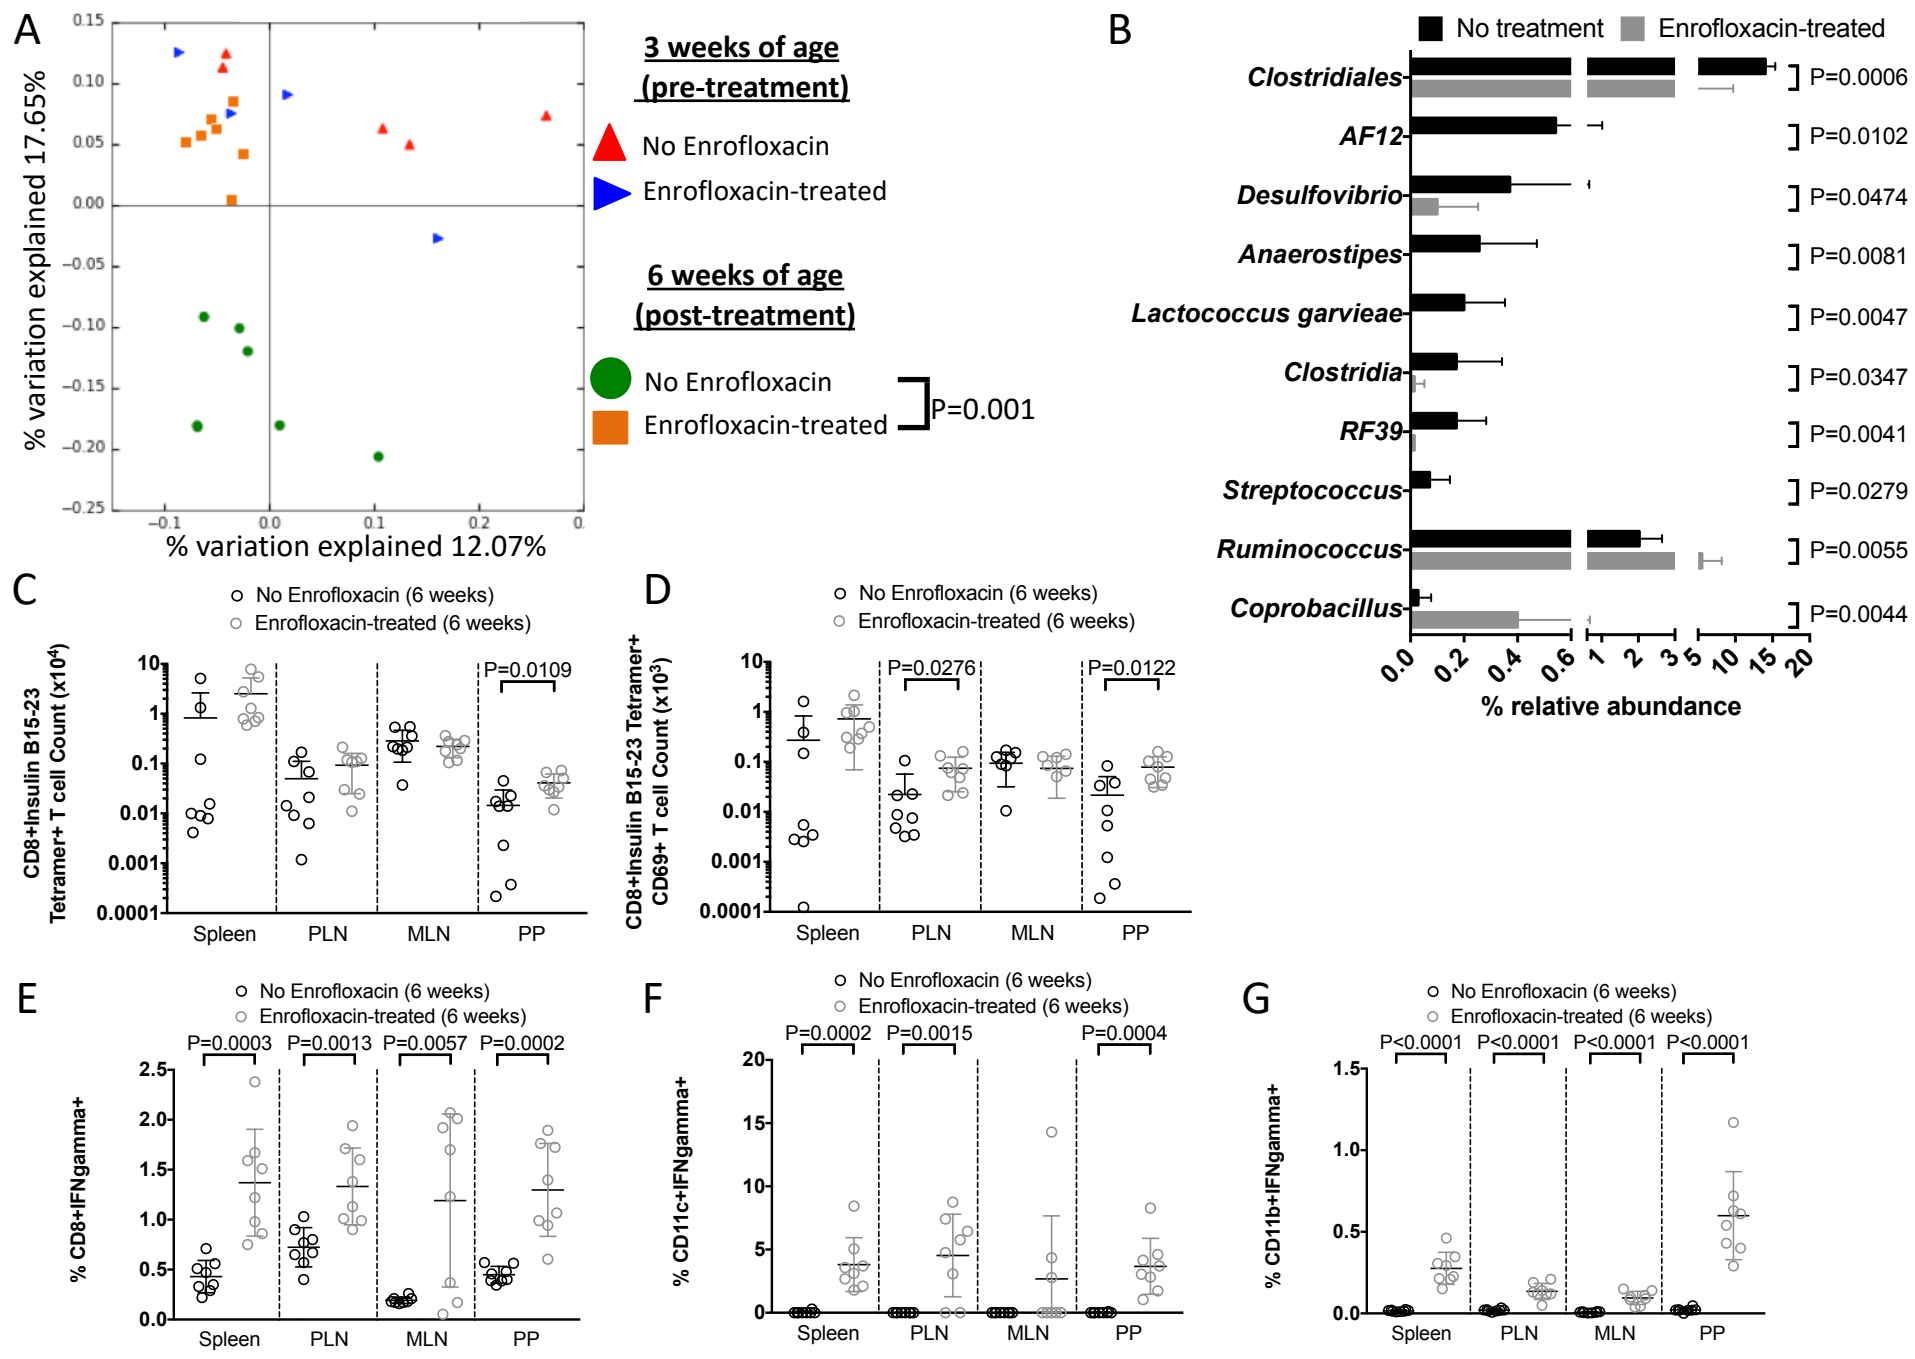 A
0.15
0.10
0.05
0.00
−0.05
−0.10
−0.15
−0.20
−0.25
−0.1
0.0
0.1
0.2
0.
% variation explained 17.65%
% variation explained 12.07%
3 weeks of age
(pre-treatment)
No Enrofloxacin
Enrofloxacin-treated
6 weeks of age
(post-treatment)
No Enrofloxacin
Enrofloxacin-treated
P=0.001
B
No treatment
Enrofloxacin-treated
Clostridiales
P=0.0006
AF12
P=0.0102
Desulfovibrio
P=0.0474
Anaerostipes
P=0.0081
Lactococcus garvieae
P=0.0047
Clostridia
P=0.0347
RF39
P=0.0041
Streptococcus
P=0.0279
Ruminococcus
P=0.0055
Coprobacillus
P=0.0044
0.0
0.2
0.4
0.6
1
2
3
5
10
15
20
% relative abundance
C
No Enrofloxacin (6 weeks)
Enrofloxacin-treated (6 weeks)
CD8+Insulin B15-23
Tetramer+ T cell Count (x10⁴)
10
1
0.1
0.01
0.001
0.0001
P=0.0109
Spleen
PLN
MLN
PP
D
No Enrofloxacin (6 weeks)
Enrofloxacin-treated (6 weeks)
CD8+Insulin B15-23 Tetramer+
CD69+ T cell Count (x10³)
10
1
0.1
0.01
0.001
0.0001
P=0.0276
P=0.0122
Spleen
PLN
MLN
PP
E
No Enrofloxacin (6 weeks)
Enrofloxacin-treated (6 weeks)
P=0.0003
P=0.0013
P=0.0057
P=0.0002
% CD8+IFNgamma+
2.5
2.0
1.5
1.0
0.5
0.0
Spleen
PLN
MLN
PP
F
No Enrofloxacin (6 weeks)
Enrofloxacin-treated (6 weeks)
P=0.0002
P=0.0015
P=0.0004
% CD11c+IFNgamma+
20
15
10
5
0
Spleen
PLN
MLN
PP
G
No Enrofloxacin (6 weeks)
Enrofloxacin-treated (6 weeks)
P<0.0001
P<0.0001
P<0.0001
P<0.0001
% CD11b+IFNgamma+
1.5
1.0
0.5
0.0
Spleen
PLN
MLN
PP